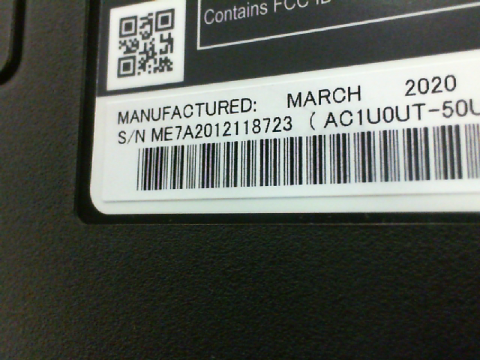 Contains FCC ID
MANUFACTURED: MARCH 2020
S/N ME7A2012118723 ( AC1U0UT-50U